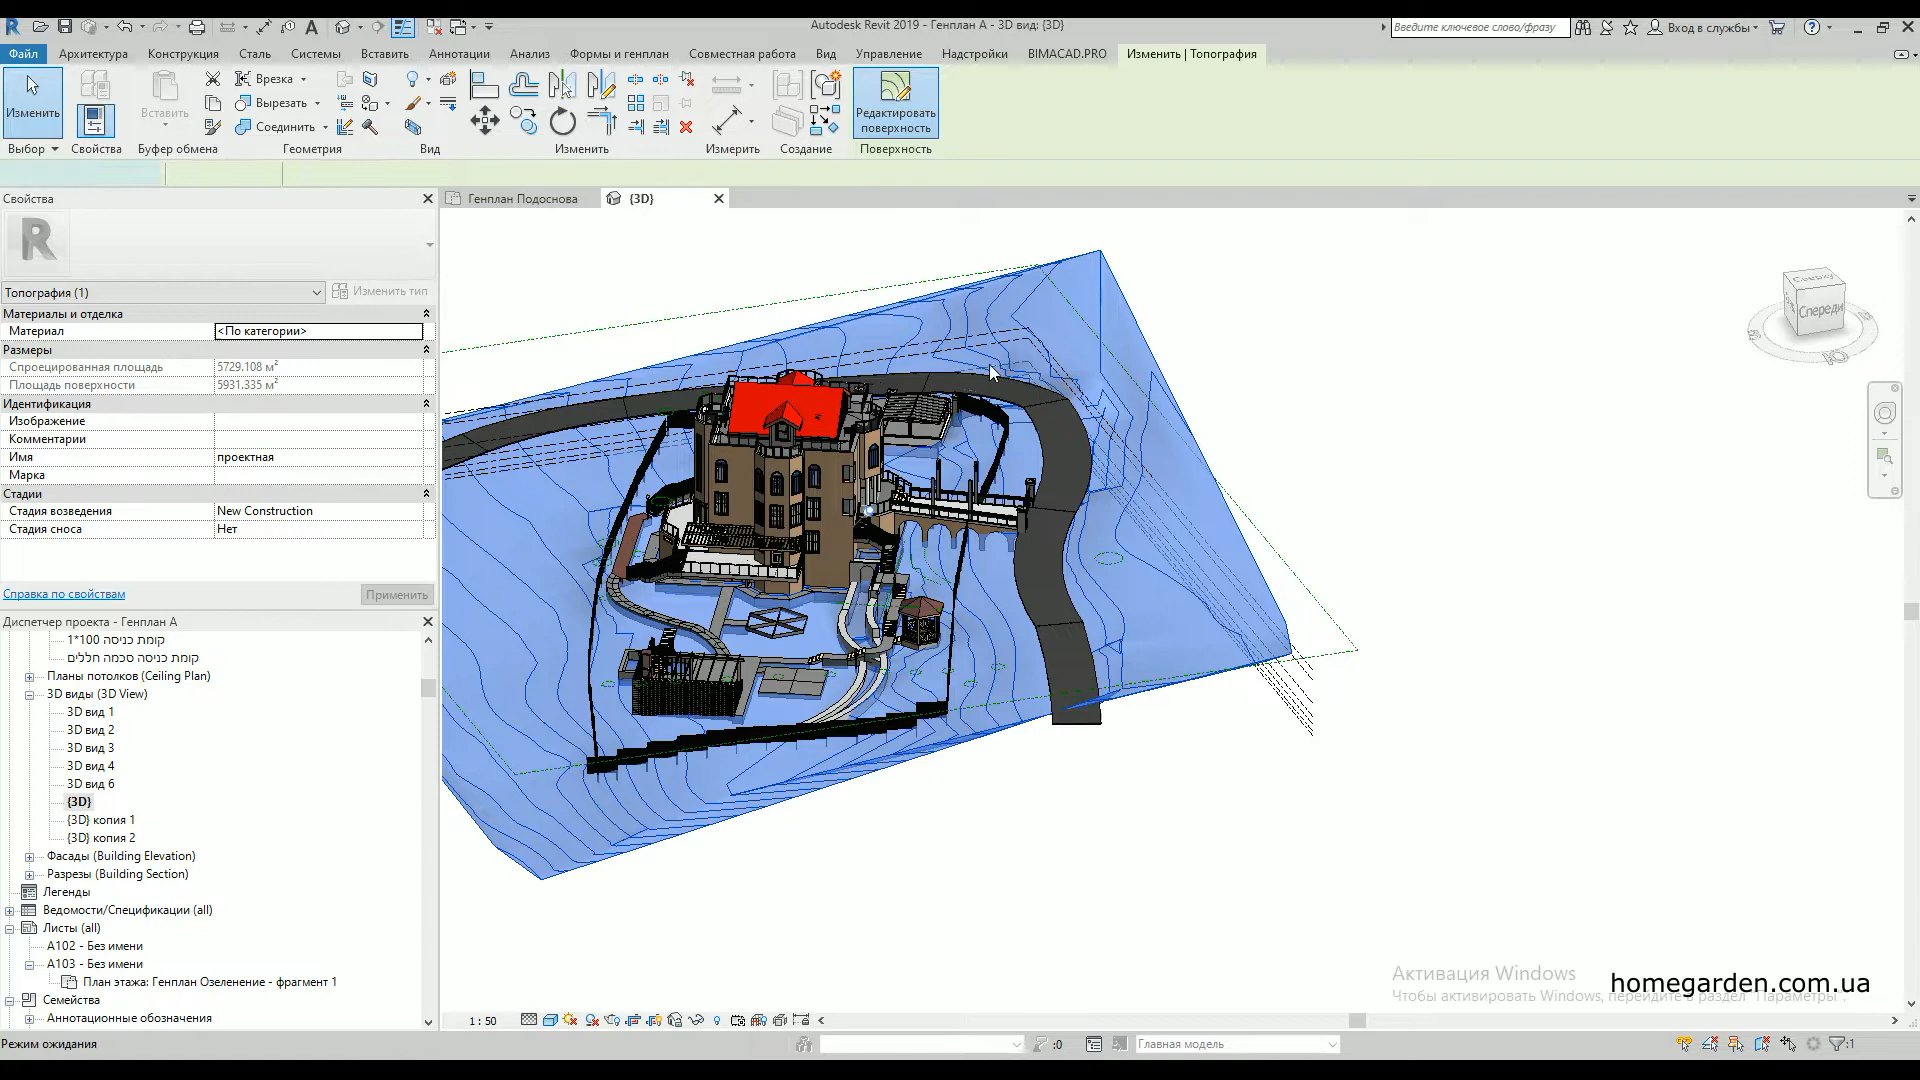 Autodesk Revit 2019 - Генплан А - 3D вид: {3D}
Введите ключевое слово/фразу
Вход в службы
Файл
Архитектура
Конструкция
Сталь
Системы
Вставить
Аннотации
Анализ
Формы и генплан
Совместная работа
Вид
Управление
Надстройки
BIMACAD.PRO
Изменить | Топография
Изменить
Вставить
Врезка
Вырезать
Соединить
Редактировать
поверхность
Выбор
Свойства
Буфер обмена
Геометрия
Вид
Изменить
Измерить
Создание
Поверхность
Свойства
Генплан Подоснова
{3D}
R
Топография (1)
Изменить тип
Материалы и отделка
Материал
<По категории>
Размеры
Спроецированная площадь
5729.108 м²
Площадь поверхности
5931.335 м²
Идентификация
Изображение
Комментарии
Имя
проектная
Марка
Стадии
Стадия возведения
New Construction
Стадия сноса
Нет
Справка по свойствам
Применить
Сверху
Спереди
Ю
Диспетчер проекта - Генплан А
קומת כניסה 100*1
קומת כניסה סכמה חללים
Планы потолков (Ceiling Plan)
3D виды (3D View)
3D вид 1
3D вид 2
3D вид 3
3D вид 4
3D вид 6
{3D}
{3D} копия 1
{3D} копия 2
Фасады (Building Elevation)
Разрезы (Building Section)
Легенды
Ведомости/Спецификации (all)
Листы (all)
A102 - Без имени
A103 - Без имени
План этажа: Генплан Озеленение - фрагмент 1
Семейства
Аннотационные обозначения
Активация Windows
Чтобы активировать Windows, перейдите в раздел "Параметры".
homegarden.com.ua
1 : 50
Режим ожидания
:0
Главная модель
:1